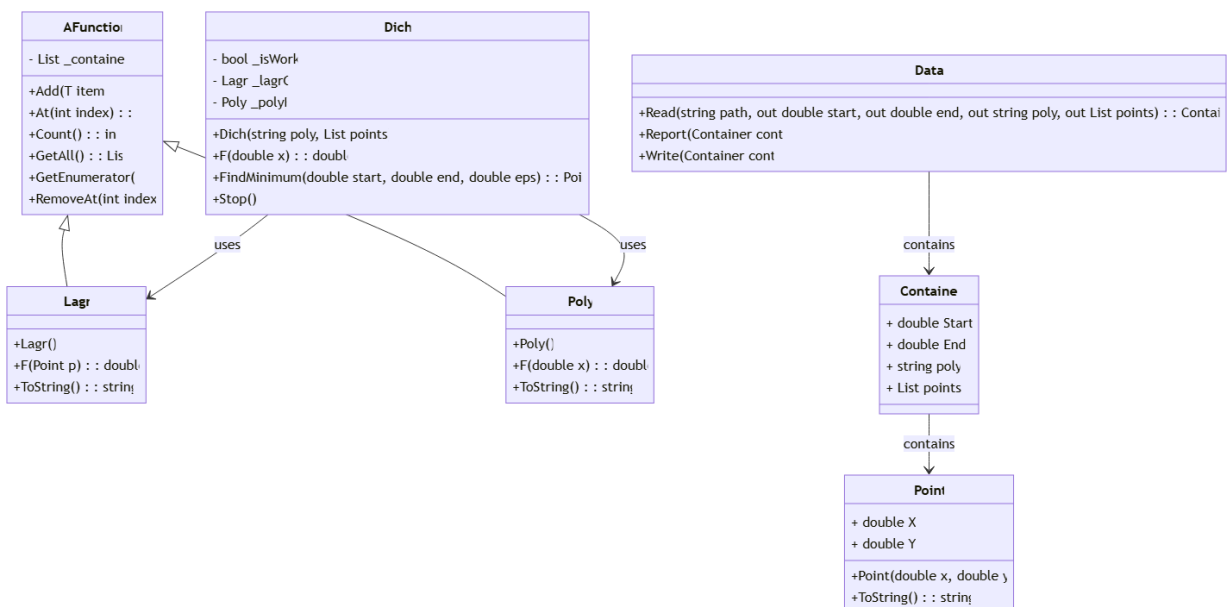 AFunctio
- List _containe
+Add(T item
+At(int index) : :
+Count() : : in
+GetAll() : : Lis
+GetEnumerator(
+RemoveAt(int index
Dich
- bool _isWork
- Lagr _lagr
- Poly _poly
+Dich(string poly, List points
+F(double x) : : doubl
+FindMinimum(double start, double end, double eps) : : Poi
+Stop()
Data
+Read(string path, out double start, out double end, out string poly, out List points) : : Contai
+Report(Container cont
+Write(Container cont
uses
uses
contains
Lagr
+Lagr()
+F(Point p) : : doubl
+ToString() : : string
Poly
+Poly()
+F(double x) : : doubl
+ToString() : : string
Containe
+ double Start
+ double End
+ string poly
+ List points
contains
Point
+ double X
+ double Y
+Point(double x, double y
+ToString() : : string